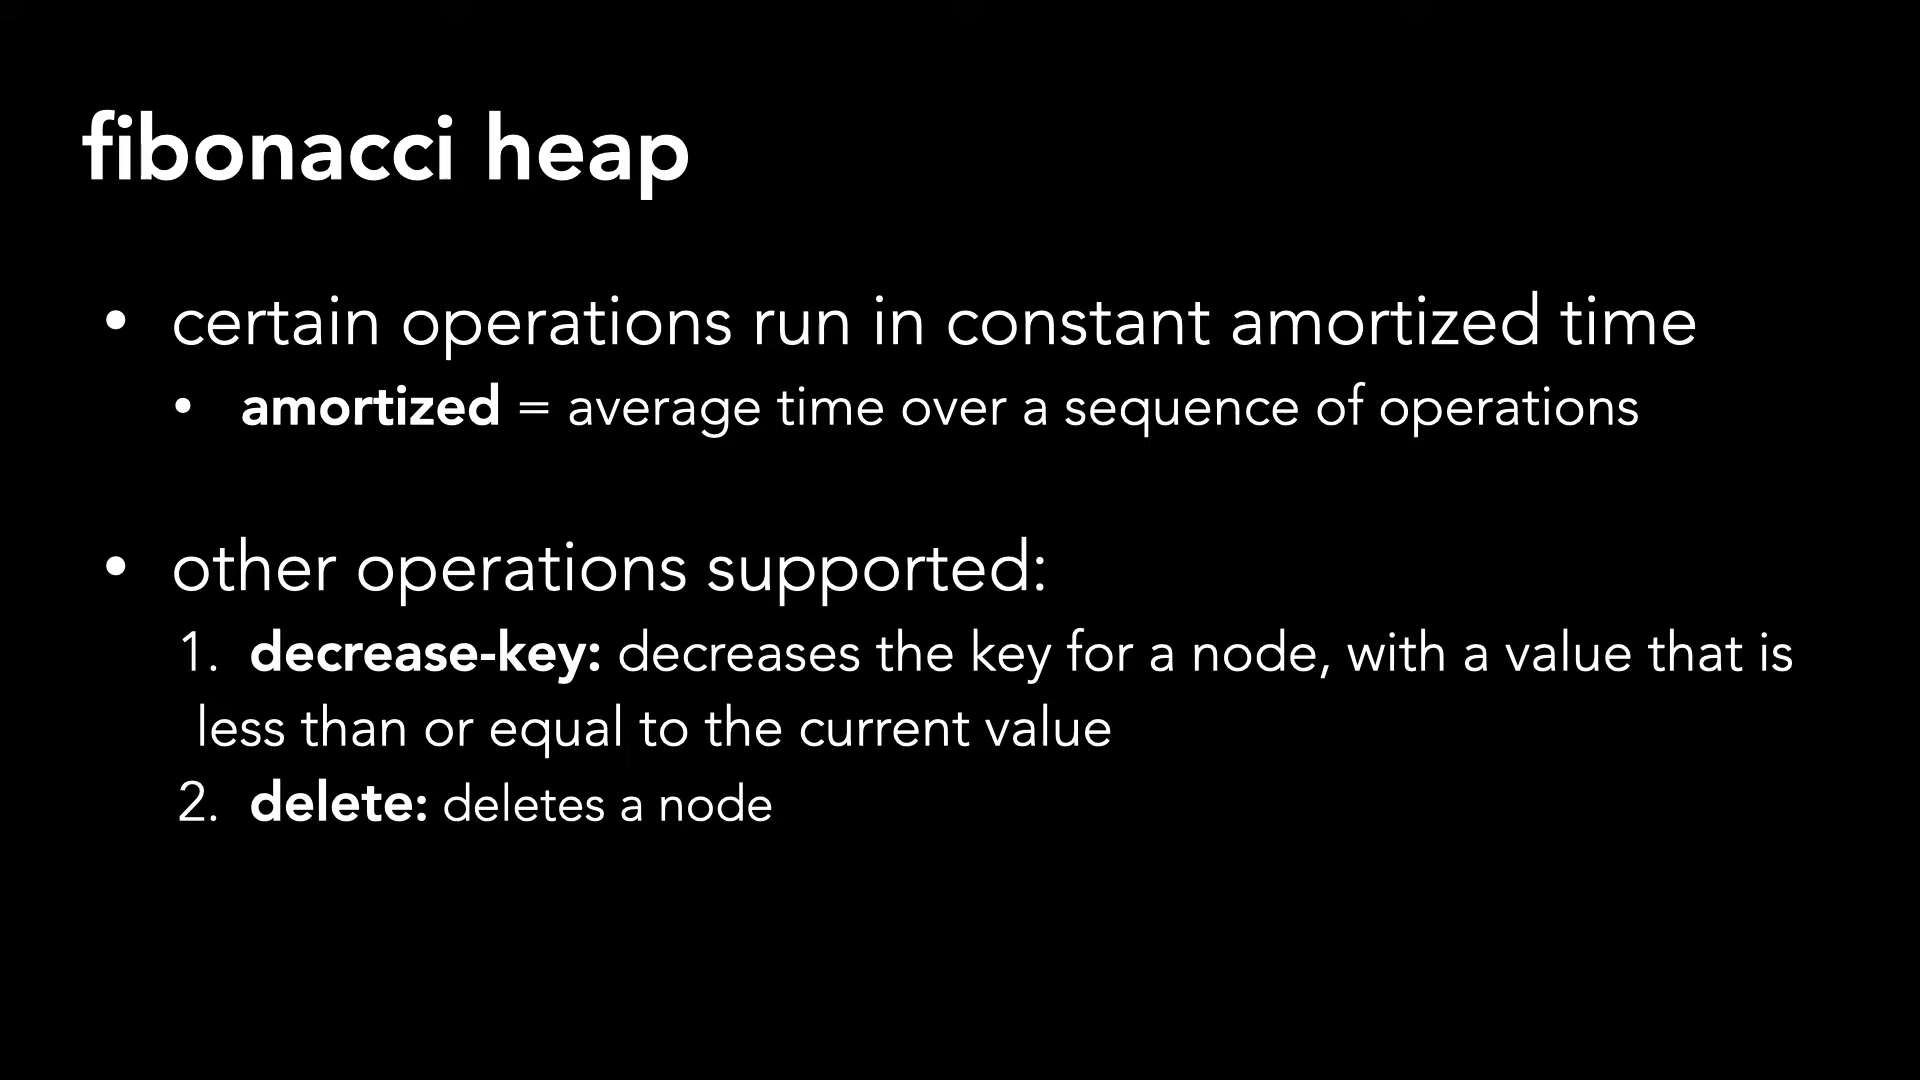 fibonacci heap
• certain operations run in constant amortized time
• amortized = average time over a sequence of operations
• other operations supported:
1. decrease-key: decreases the key for a node, with a value that is
less than or equal to the current value
2. delete: deletes a node